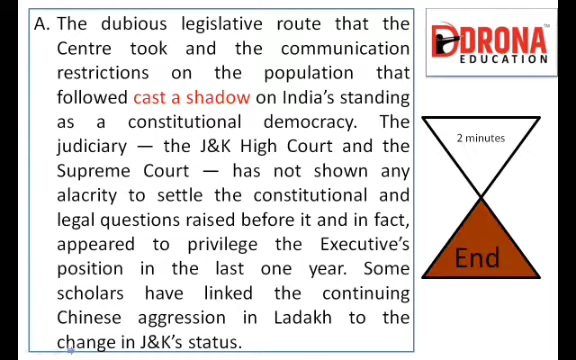 A. The dubious legislative route that the
Centre took and the communication
restrictions on the population that
followed cast a shadow on India's standing
as a constitutional democracy. The
judiciary — the J&K High Court and the
Supreme Court — has not shown any
alacrity to settle the constitutional and
legal questions raised before it and in fact,
appeared to privilege the Executive's
position in the last one year. Some
scholars have linked the continuing
Chinese aggression in Ladakh to the
change in J&K's status.
DRONA
EDUCATION
2 minutes
End